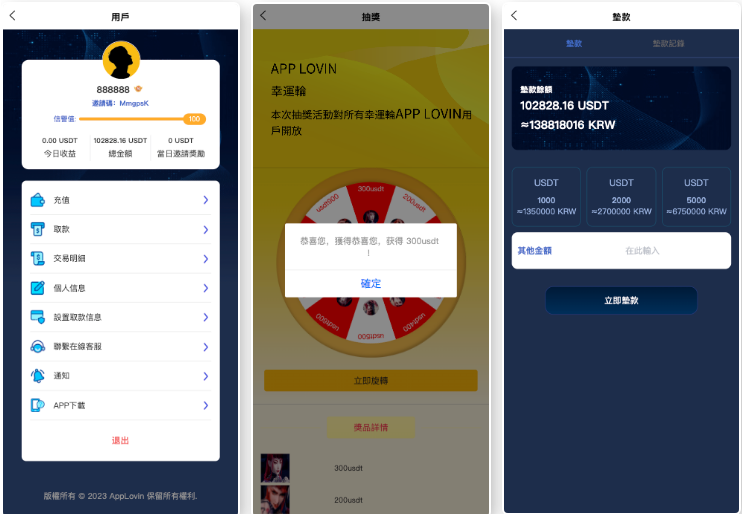 用戶
888888
邀請碼：MmgpsK
信譽值:
100
0.00 USDT
102828.16 USDT
0 USDT
今日收益
總金額
當日邀請獎勵
充值
取款
交易明細
個人信息
設置取款信息
聯繫在線客服
通知
APP下載
退出
版權所有 © 2023 AppLovin 保留所有權利.
抽獎
APP LOVIN
幸運輪
本次抽獎活動對所有幸運輪APP LOVIN用
戶開放
300usdt
200usdt
usdt500
恭喜您，獲得恭喜您，获得 300usdt
！
確定
立即旋轉
獎品詳情
300usdt
200usdt
墊款
墊款
墊款記錄
墊款餘額
102828.16 USDT
≈138818016 KRW
USDT
USDT
USDT
1000
2000
5000
≈1350000 KRW
≈2700000 KRW
≈6750000 KRW
其他金額
在此輸入
立即墊款